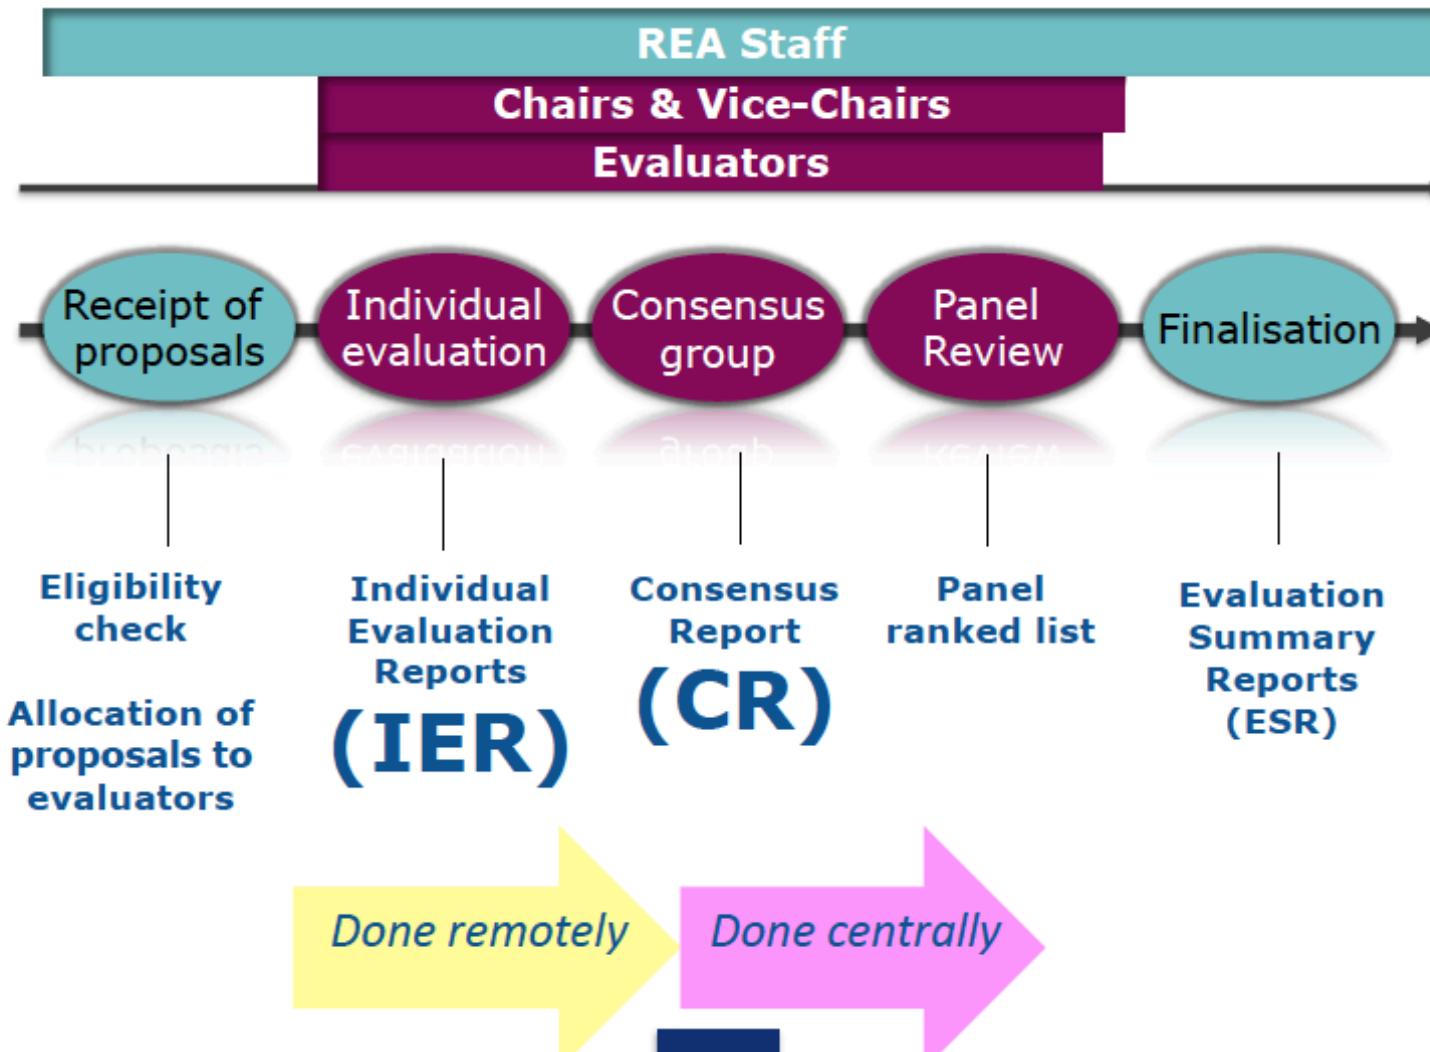 REA Staff
Chairs & Vice-Chairs
Evaluators
Receipt of
proposals
Individual
evaluation
Consensus
group
Panel
Review
Finalisation
Eligibility
check
Allocation of
proposals to
evaluators
Individual
Evaluation
Reports
(IER)
Consensus
Report
(CR)
Panel
ranked list
Evaluation
Summary
Reports
(ESR)
Done remotely
Done centrally